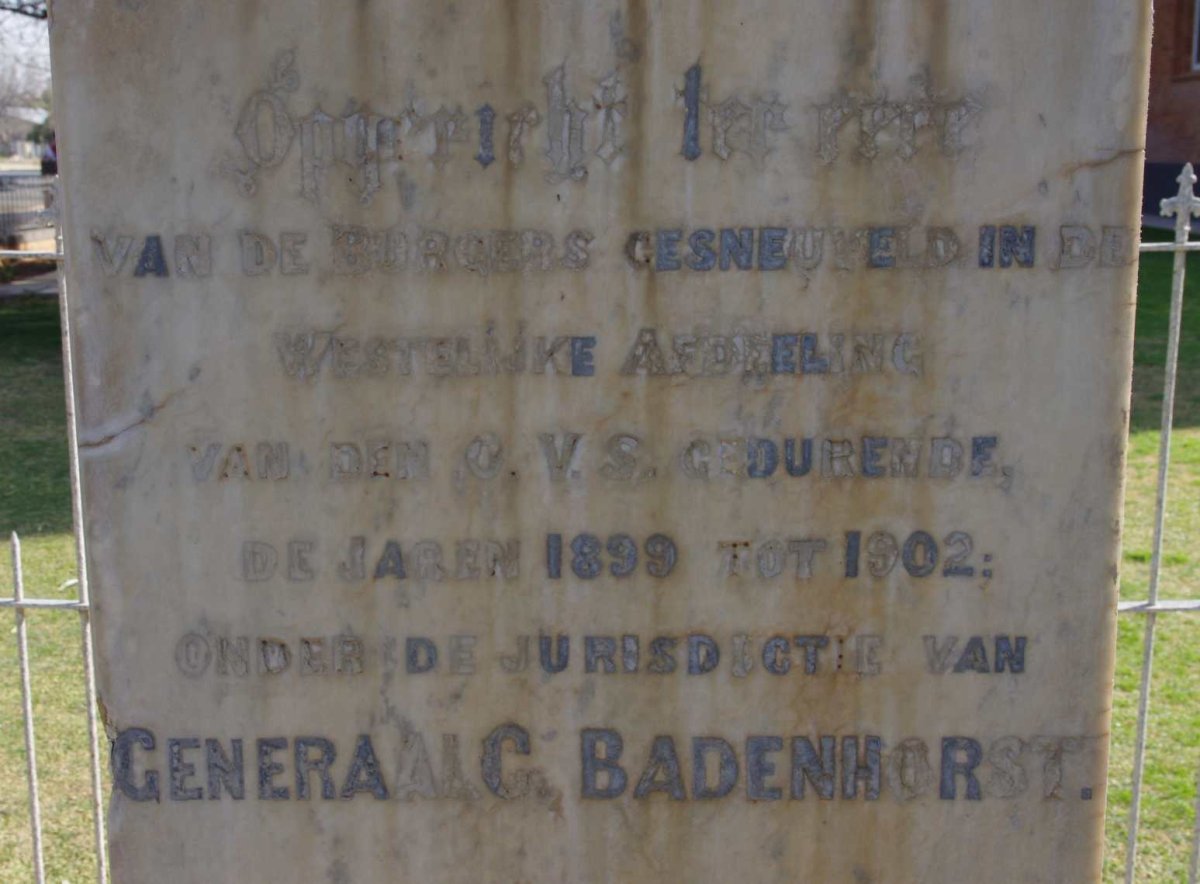 Opgericht ter eere
VAN DE BURGERS GESNEUVELD IN DE
WESTELIJKE AFDEELING
VAN DEN O. V. S. GEDURENDE,
DE JAREN 1899 TOT 1902:
ONDER DE JURISDICTIE VAN
GENERAAL C. BADENHORST.